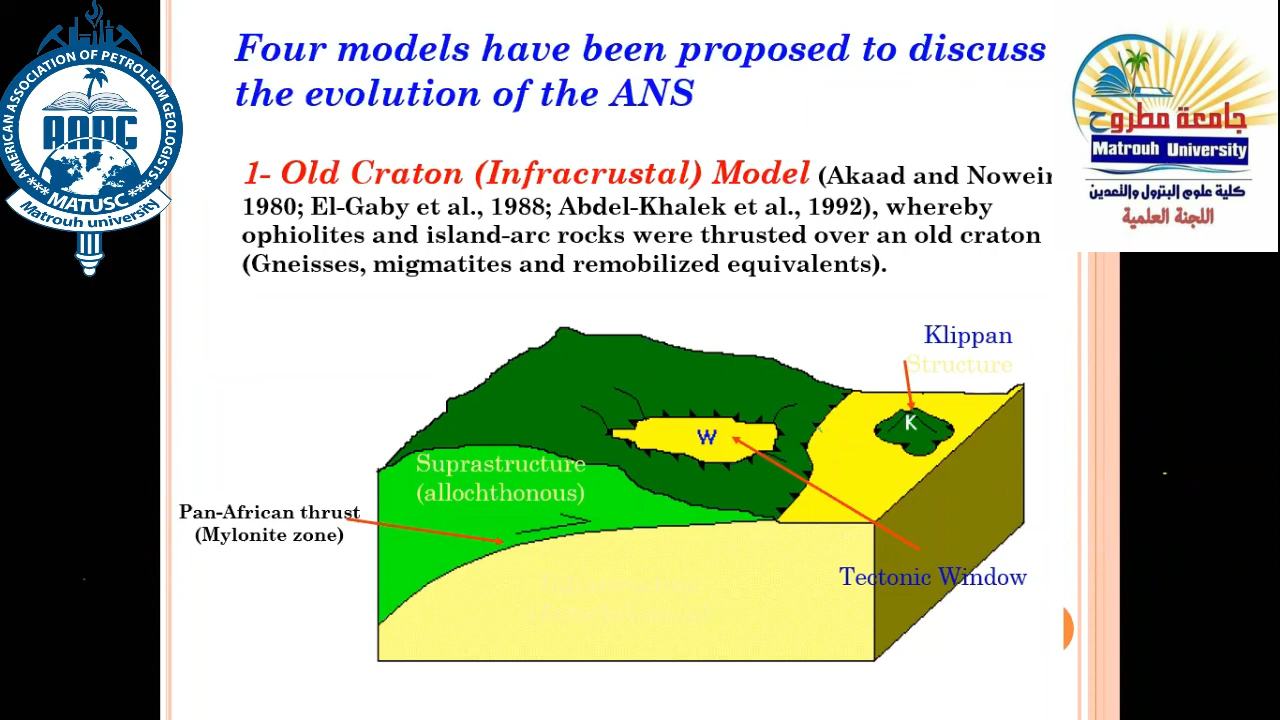 Four models have been proposed to discuss
the evolution of the ANS
AMERICAN ASSOCIATION OF PETROLEUM GEOLOGISTS
AAPG
*** MATUSC ***
Matrouh university
جامعة مطروح
Matrouh University
كلية علوم البترول والتعدين
اللجنة العلمية
1- Old Craton (Infracrustal) Model (Akaad and Noweir
1980; El-Gaby et al., 1988; Abdel-Khalek et al., 1992), whereby
ophiolites and island-arc rocks were thrusted over an old craton
(Gneisses, migmatites and remobilized equivalents).
Klippan
Structure
K
W
Suprastructure
(allochthonous)
Pan-African thrust
(Mylonite zone)
Tectonic Window